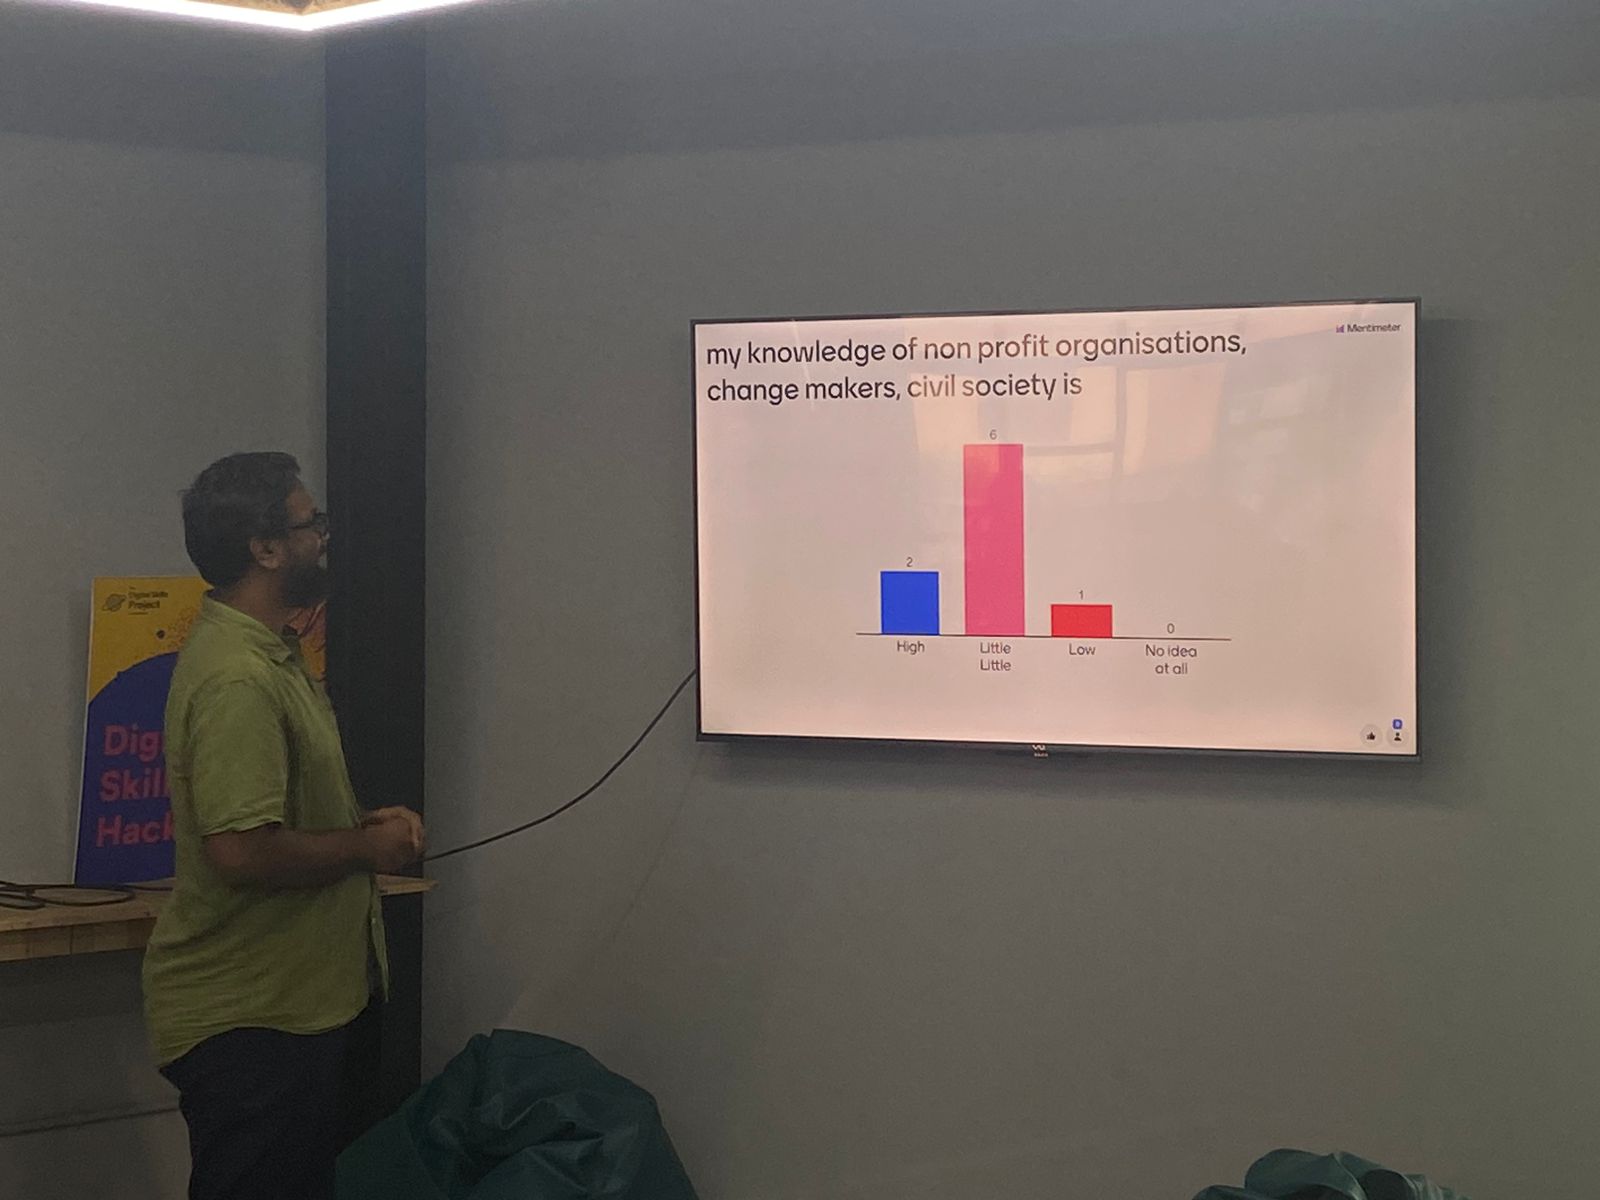 my knowledge of non profit organisations,
change makers, civil society is
Mentimeter
6
2
1
0
High
Little
Little
Low
No idea
at all
Digital Skills
Project
Digi
Skill
Hack